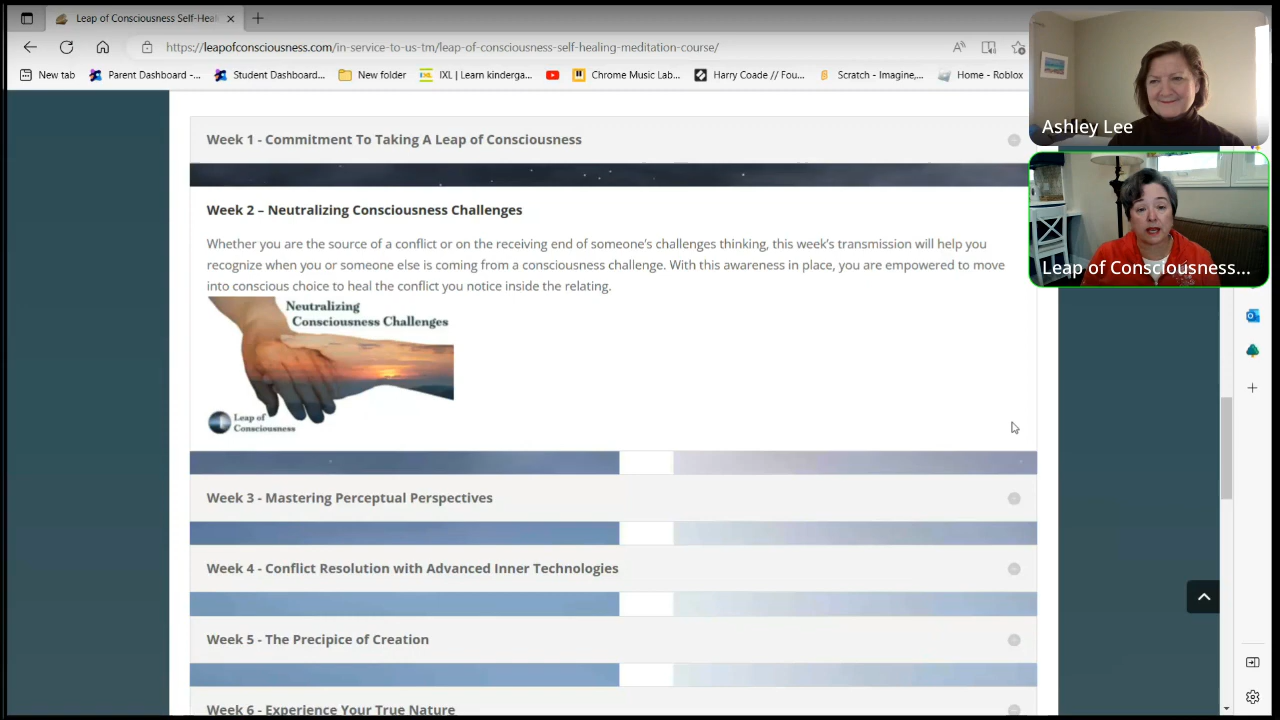 Leap of Consciousness Self-Hea
https://leapofconsciousness.com/in-service-to-us-tm/leap-of-consciousness-self-healing-meditation-course/
New tab
Parent Dashboard -...
Student Dashboard...
New folder
IXL | Learn kinderga...
Chrome Music Lab...
Harry Coade // Fou...
Scratch - Imagine,...
Home - Roblox
Ashley Lee
Leap of Consciousness...
Week 1 - Commitment To Taking A Leap of Consciousness
Week 2 – Neutralizing Consciousness Challenges
Whether you are the source of a conflict or on the receiving end of someone's challenges thinking, this week's transmission will help you
recognize when you or someone else is coming from a consciousness challenge. With this awareness in place, you are empowered to move
into conscious choice to heal the conflict you notice inside the relating.
Neutralizing
Consciousness Challenges
Leap of
Consciousness
Week 3 - Mastering Perceptual Perspectives
Week 4 - Conflict Resolution with Advanced Inner Technologies
Week 5 - The Precipice of Creation
Week 6 - Experience Your True Nature